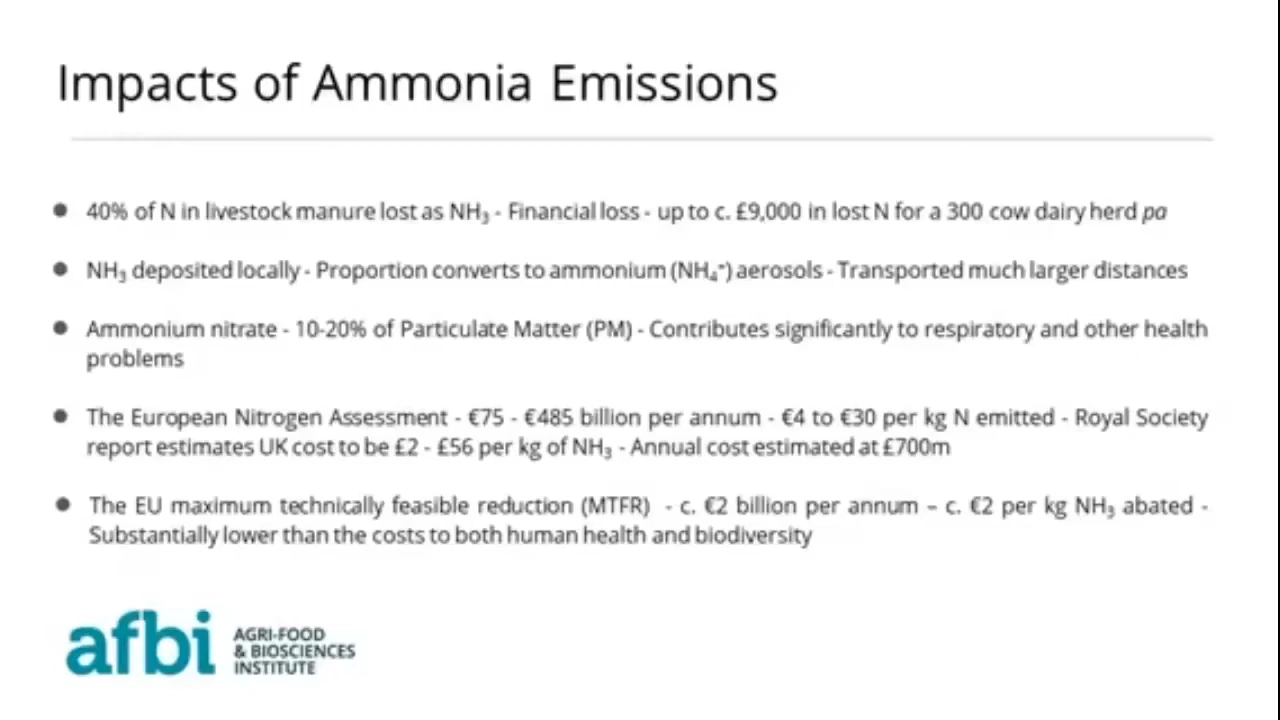 Impacts of Ammonia Emissions
● 40% of N in livestock manure lost as NH₃ - Financial loss - up to c. £9,000 in lost N for a 300 cow dairy herd pa
● NH₃ deposited locally - Proportion converts to ammonium (NH₄⁺) aerosols - Transported much larger distances
● Ammonium nitrate - 10-20% of Particulate Matter (PM) - Contributes significantly to respiratory and other health
problems
● The European Nitrogen Assessment - €75 - €485 billion per annum - €4 to €30 per kg N emitted - Royal Society
report estimates UK cost to be £2 - £56 per kg of NH₃ - Annual cost estimated at £700m
● The EU maximum technically feasible reduction (MTFR) - c. €2 billion per annum – c. €2 per kg NH₃ abated -
Substantially lower than the costs to both human health and biodiversity
afbi
AGRI-FOOD
& BIOSCIENCES
INSTITUTE